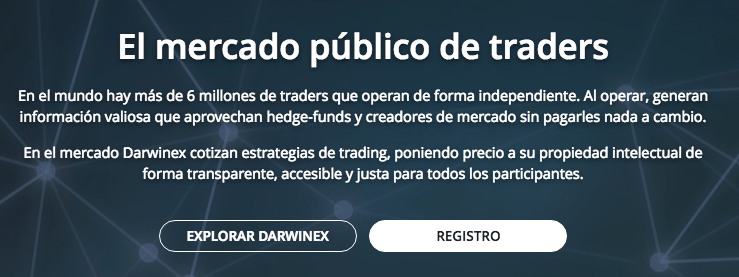 El mercado público de traders
En el mundo hay más de 6 millones de traders que operan de forma independiente. Al operar, generan
información valiosa que aprovechan hedge-funds y creadores de mercado sin pagarles nada a cambio.
En el mercado Darwinex cotizan estrategias de trading, poniendo precio a su propiedad intelectual de
forma transparente, accesible y justa para todos los participantes.
EXPLORAR DARWINEX
REGISTRO